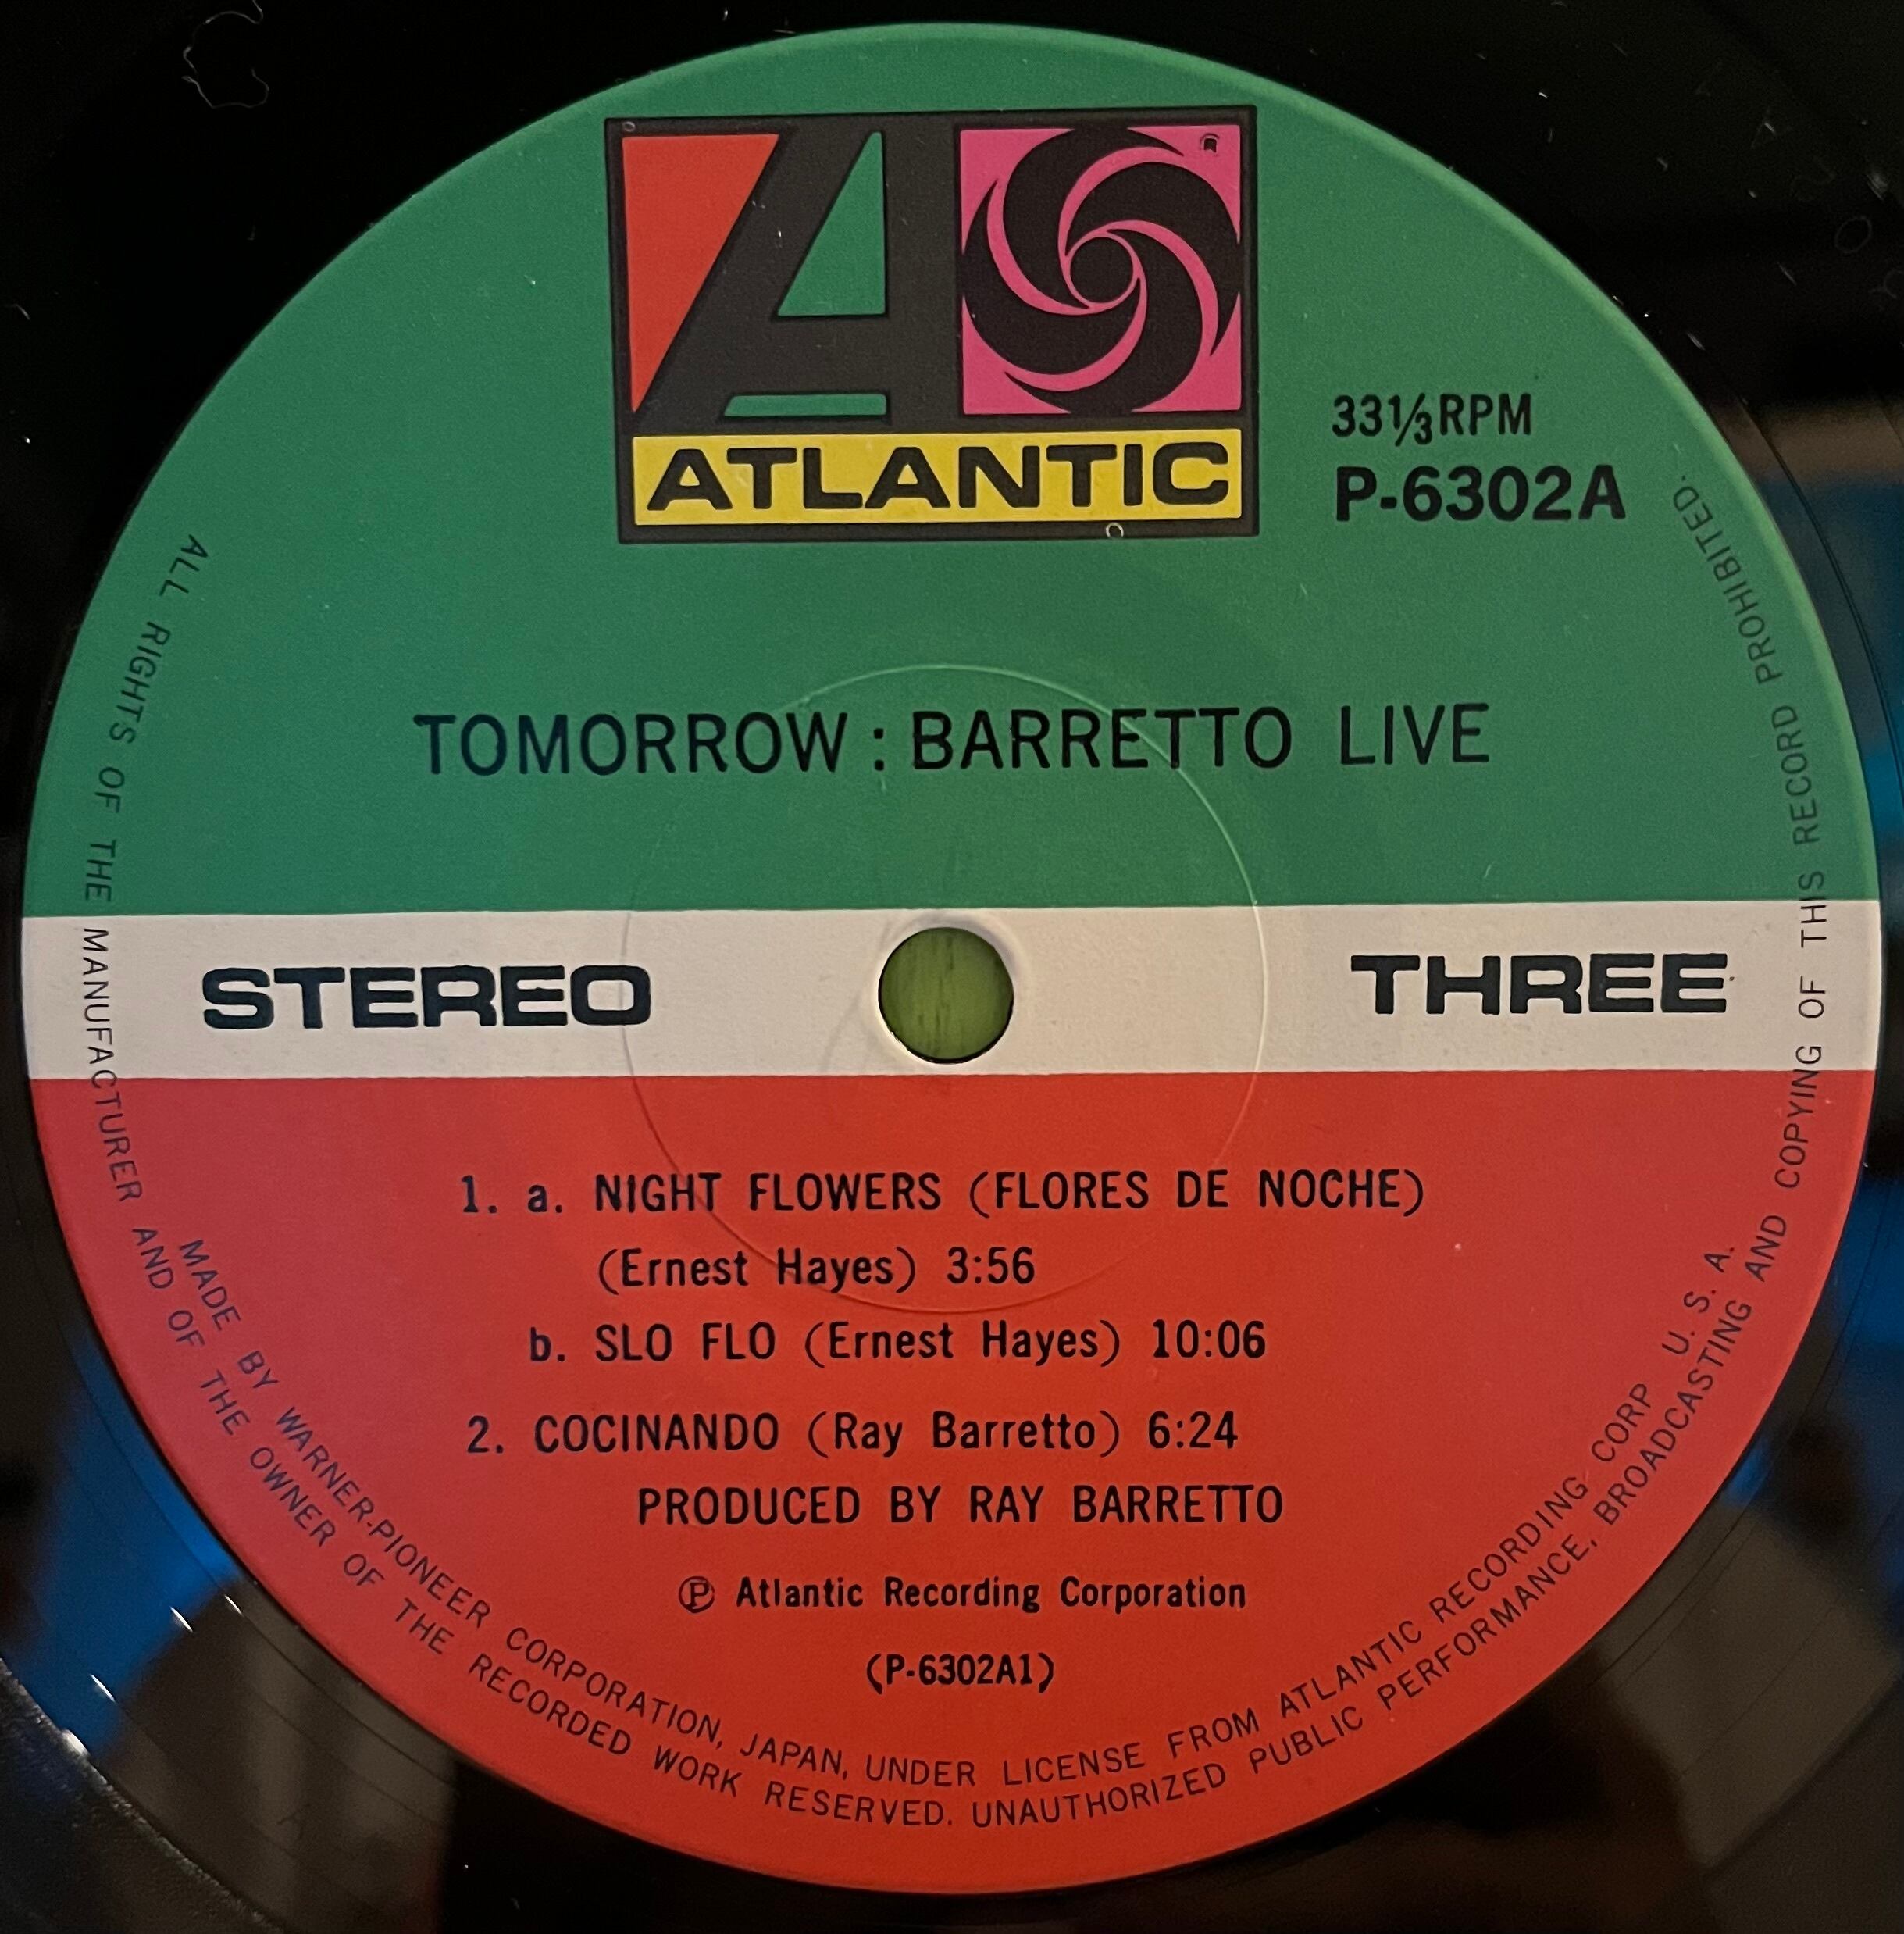 ATLANTIC
33⅓RPM
P-6302A
TOMORROW : BARRETTO LIVE
STEREO
THREE
1. a. NIGHT FLOWERS (FLORES DE NOCHE)
(Ernest Hayes) 3:56
b. SLO FLO (Ernest Hayes) 10:06
2. COCINANDO (Ray Barretto) 6:24
PRODUCED BY RAY BARRETTO
Ⓟ Atlantic Recording Corporation
(P-6302A1)
MADE BY WARNER-PIONEER CORPORATION, JAPAN, UNDER LICENSE FROM ATLANTIC RECORDING CORP U. S. A.
ALL RIGHTS OF THE MANUFACTURER AND OF THE OWNER OF THE RECORDED WORK RESERVED. UNAUTHORIZED PUBLIC PERFORMANCE, BROADCASTING AND COPYING OF THIS RECORD PROHIBITED.